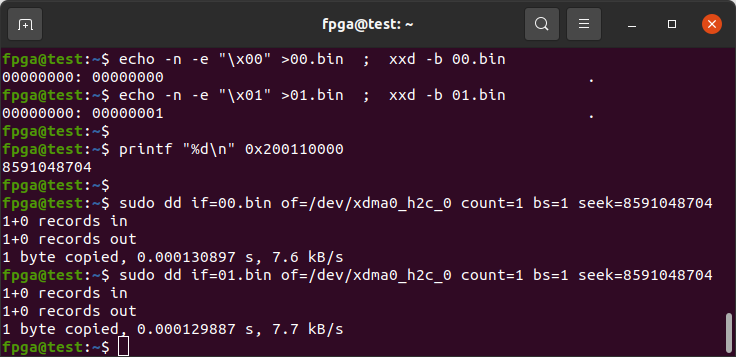 fpga@test: ~
fpga@test:~$ echo -n -e "\x00" >00.bin  ;  xxd -b 00.bin
00000000: 00000000                                               .
fpga@test:~$ echo -n -e "\x01" >01.bin  ;  xxd -b 01.bin
00000000: 00000001                                               .
fpga@test:~$
fpga@test:~$ printf "%d\n" 0x200110000
8591048704
fpga@test:~$
fpga@test:~$ sudo dd if=00.bin of=/dev/xdma0_h2c_0 count=1 bs=1 seek=8591048704
1+0 records in
1+0 records out
1 byte copied, 0.000130897 s, 7.6 kB/s
fpga@test:~$ sudo dd if=01.bin of=/dev/xdma0_h2c_0 count=1 bs=1 seek=8591048704
1+0 records in
1+0 records out
1 byte copied, 0.000129887 s, 7.7 kB/s
fpga@test:~$